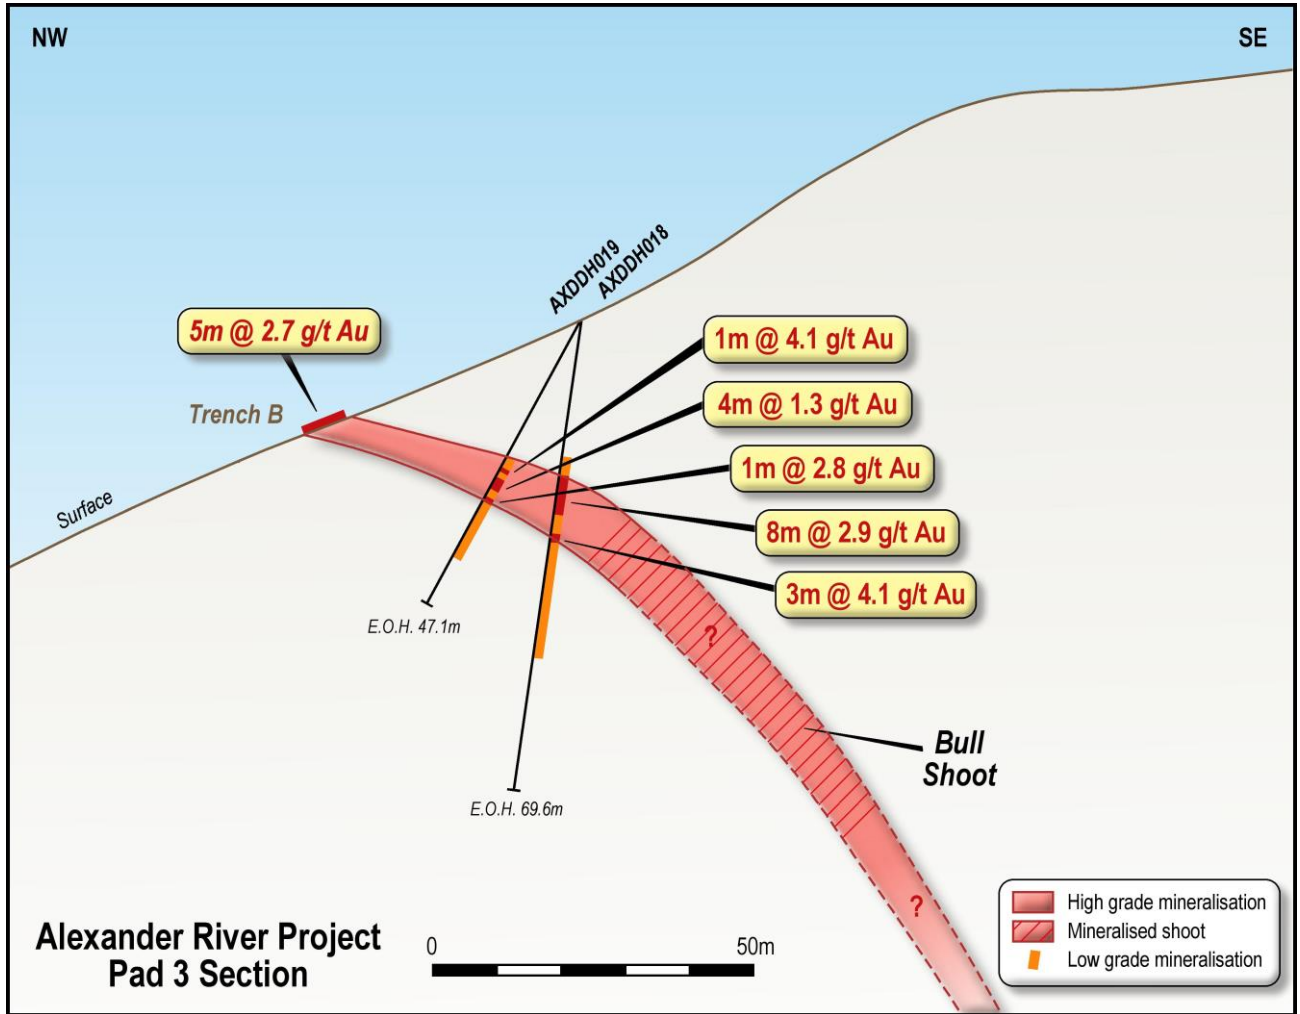 NW
SE
AXDDH019
AXDDH018
5m @ 2.7 g/t Au
Trench B
Surface
1m @ 4.1 g/t Au
4m @ 1.3 g/t Au
1m @ 2.8 g/t Au
8m @ 2.9 g/t Au
3m @ 4.1 g/t Au
E.O.H. 47.1m
E.O.H. 69.6m
?
Bull
Shoot
?
Alexander River Project
Pad 3 Section
0
50m
High grade mineralisation
Mineralised shoot
Low grade mineralisation